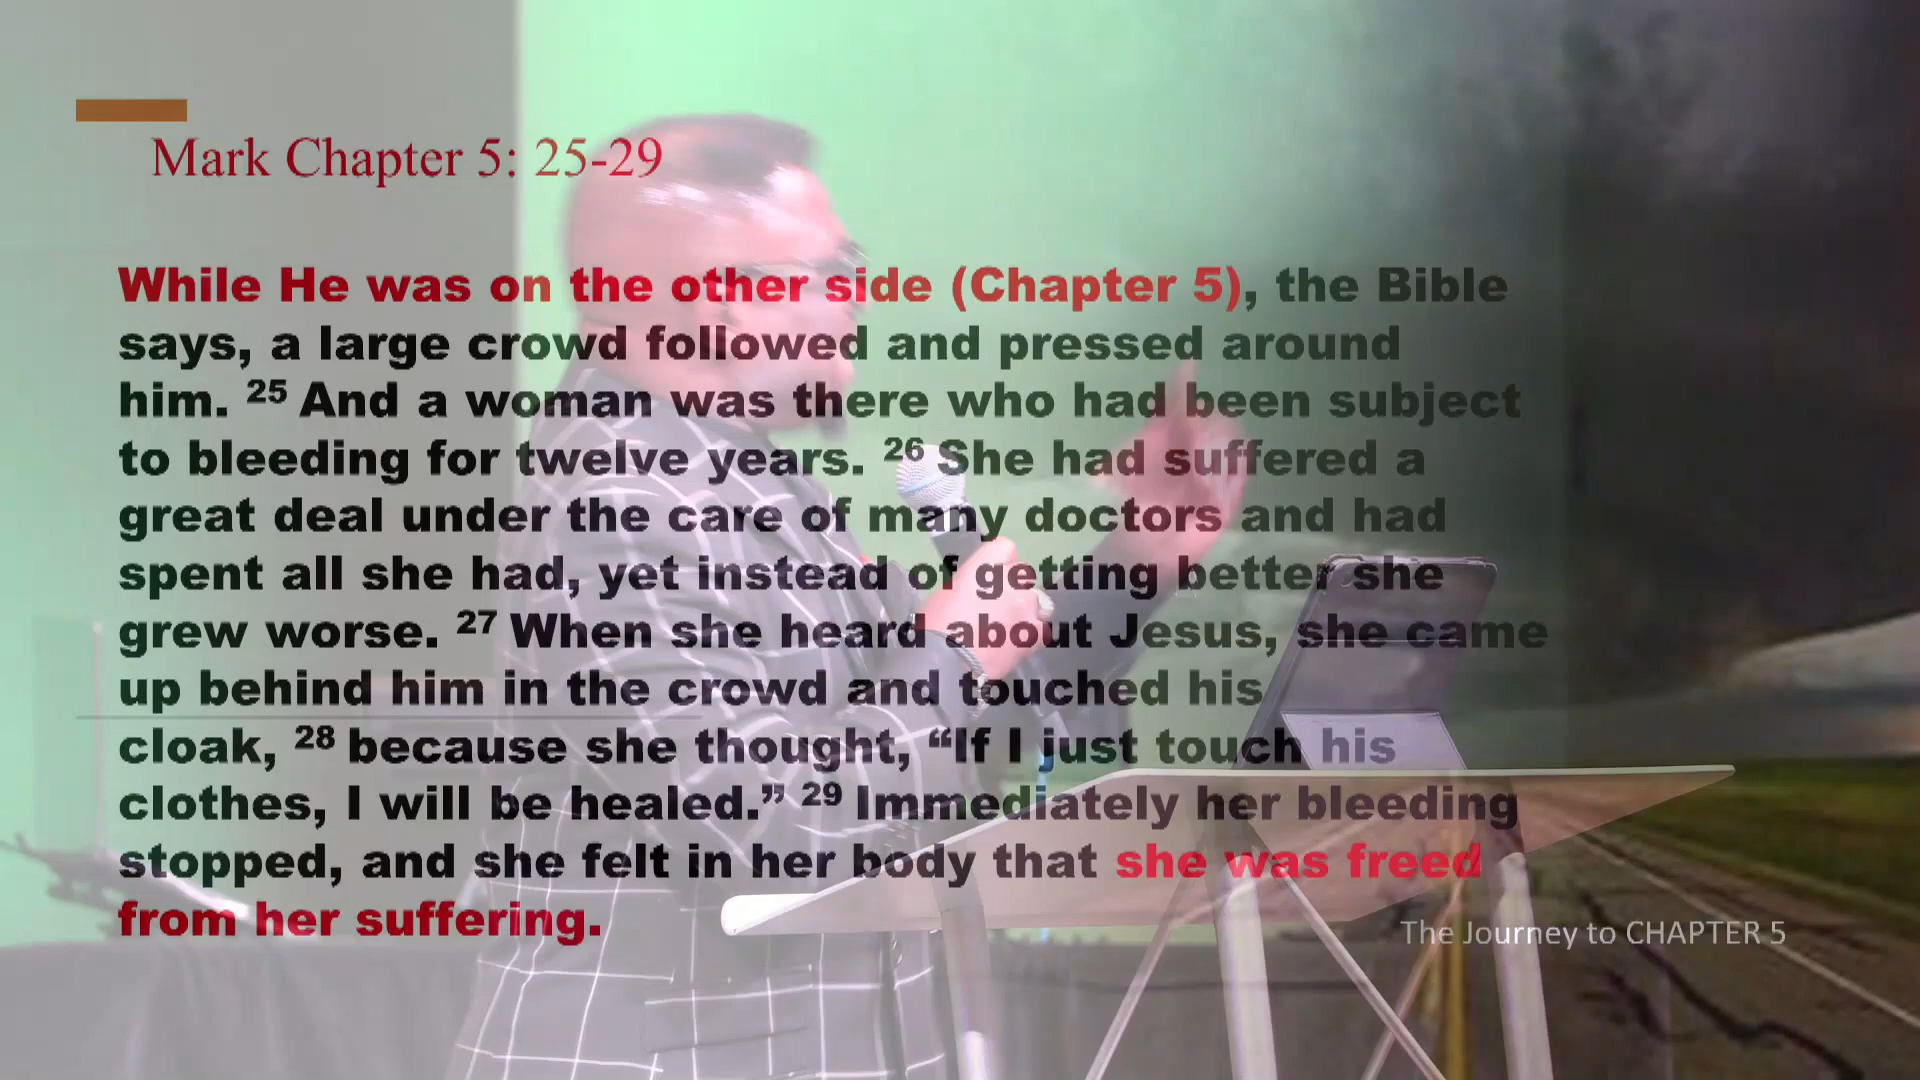 Mark Chapter 5: 25-29
While He was on the other side (Chapter 5), the Bible
says, a large crowd followed and pressed around
him. 25 And a woman was there who had been subject
to bleeding for twelve years. 26 She had suffered a
great deal under the care of many doctors and had
spent all she had, yet instead of getting better she
grew worse. 27 When she heard about Jesus, she came
up behind him in the crowd and touched his
cloak, 28 because she thought, “If I just touch his
clothes, I will be healed.” 29 Immediately her bleeding
stopped, and she felt in her body that she was freed
from her suffering.
The Journey to CHAPTER 5